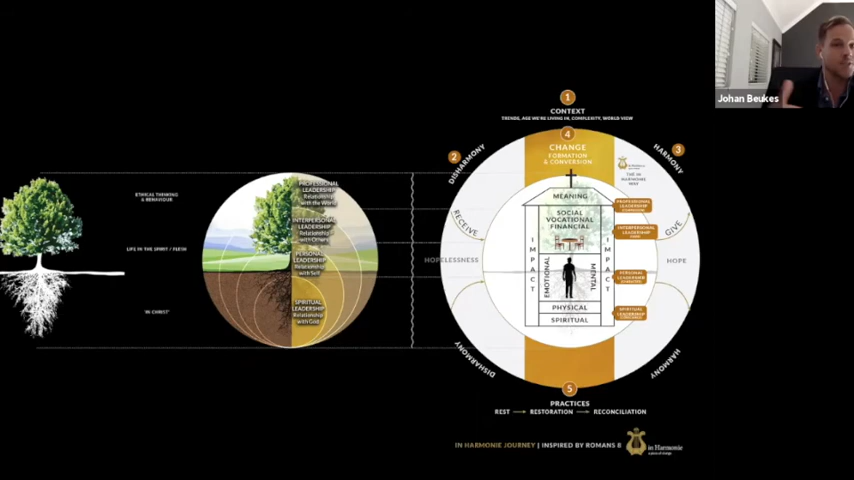 Johan Beukes
1
CONTEXT
TRENDS, AGE WE'RE LIVING IN, COMPLEXITY, WORLD VIEW
2
DISHARMONY
4
CHANGE
FORMATION
& CONVERSION
3
HARMONY
THE IN
HARMONIE
WAY
ETHICAL THINKING
& BEHAVIOUR
LIFE IN THE SPIRIT / FLESH
'IN CHRIST'
PROFESSIONAL
LEADERSHIP
Relationship
with the World
INTERPERSONAL
LEADERSHIP
Relationship
with Others
PERSONAL
LEADERSHIP
Relationship
with Self
SPIRITUAL
LEADERSHIP
Relationship
with God
RECEIVE
HOPELESSNESS
MEANING
SOCIAL
VOCATIONAL
FINANCIAL
IMPACT
EMOTIONAL
MENTAL
IMPACT
PHYSICAL
SPIRITUAL
PROFESSIONAL
LEADERSHIP
INTERPERSONAL
LEADERSHIP
PERSONAL
LEADERSHIP
SPIRITUAL
LEADERSHIP
GIVE
HOPE
DISHARMONY
HARMONY
5
PRACTICES
REST → RESTORATION → RECONCILIATION
IN HARMONIE JOURNEY | INSPIRED BY ROMANS 8
in Harmonie